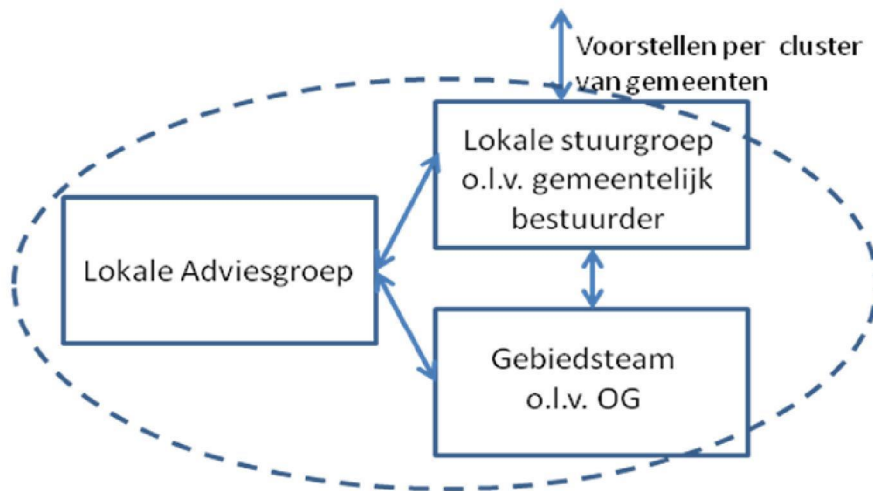 Voorstellen per cluster
van gemeenten
Lokale stuurgroep
o.l.v. gemeentelijk
bestuurder
Lokale Adviesgroep
Gebiedsteam
o.l.v. OG